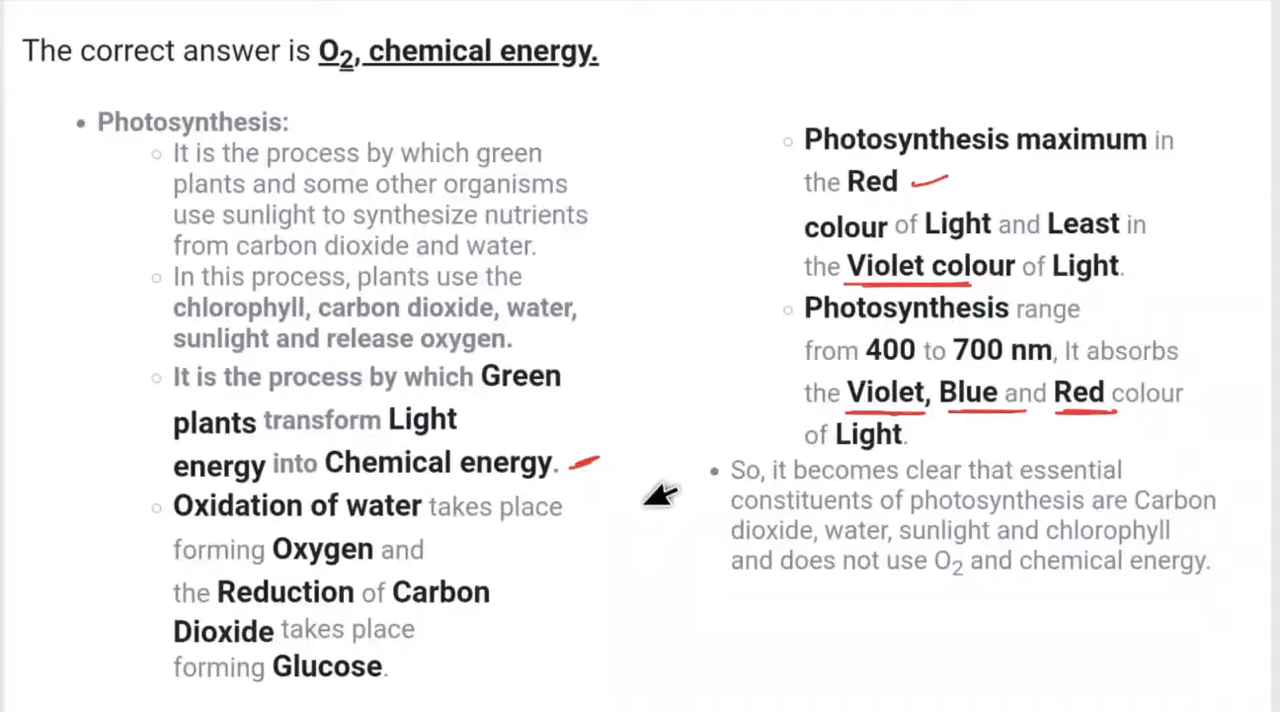 The correct answer is O₂, chemical energy.
• Photosynthesis:
○ It is the process by which green
plants and some other organisms
use sunlight to synthesize nutrients
from carbon dioxide and water.
○ In this process, plants use the
chlorophyll, carbon dioxide, water,
sunlight and release oxygen.
○ It is the process by which Green
plants transform Light
energy into Chemical energy.
○ Oxidation of water takes place
forming Oxygen and
the Reduction of Carbon
Dioxide takes place
forming Glucose.
○ Photosynthesis maximum in
the Red
colour of Light and Least in
the Violet colour of Light.
○ Photosynthesis range
from 400 to 700 nm, It absorbs
the Violet, Blue and Red colour
of Light.
• So, it becomes clear that essential
constituents of photosynthesis are Carbon
dioxide, water, sunlight and chlorophyll
and does not use O₂ and chemical energy.